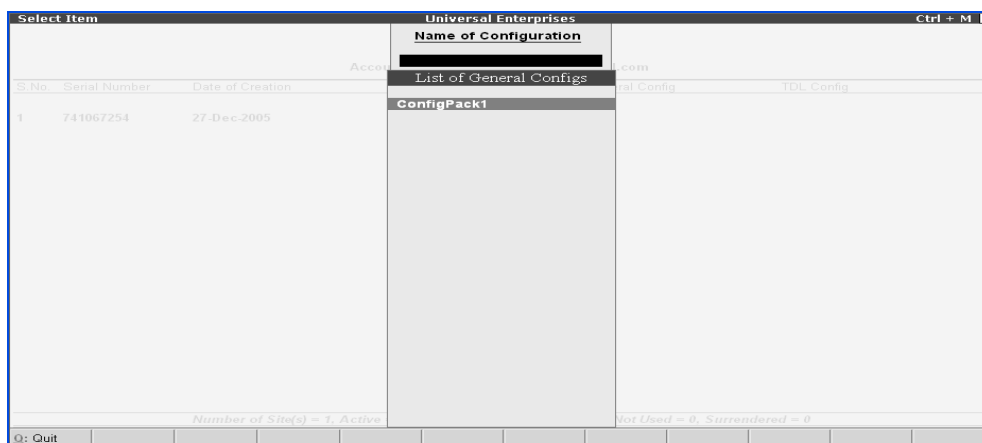 Select Item Universal Enterprises Ctrl + M
Name of Configuration
Accou .com
List of General Configs
S.No. Serial Number Date of Creation ral Config TDL Config
ConfigPack1
1 741067254 27-Dec-2005
Number of Site(s) = 1, Active Not Used = 0, Surrendered = 0
Q: Quit